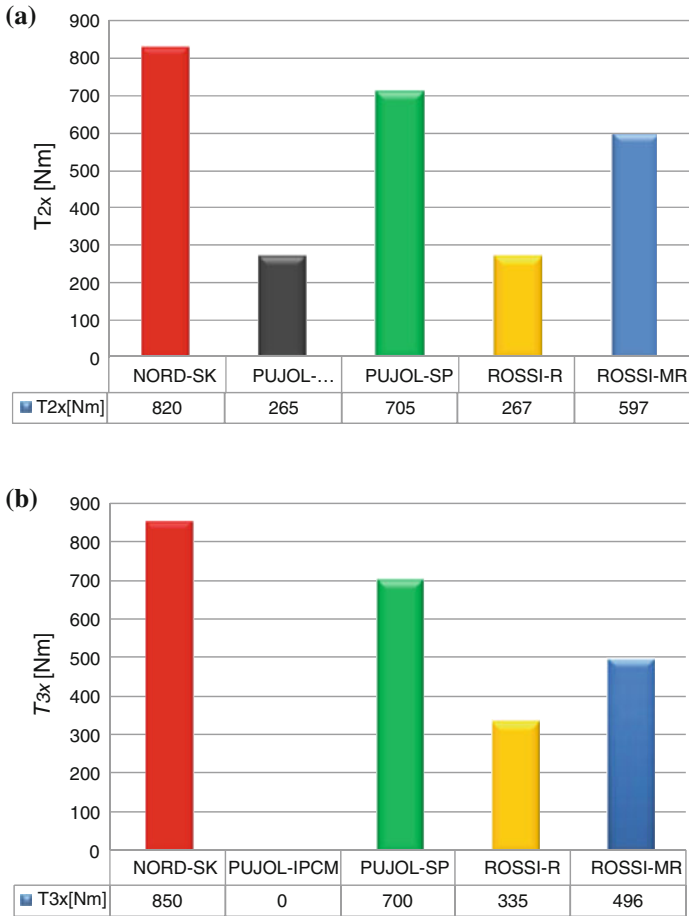 (a)
900
800
700
600
500
400
300
200
100
0
T2x [Nm]
NORD-SK PUJOL-... PUJOL-SP ROSSI-R ROSSI-MR
T2x[Nm] 820 265 705 267 597
(b)
900
800
700
600
500
400
300
200
100
0
T3x [Nm]
NORD-SK PUJOL-IPCM PUJOL-SP ROSSI-R ROSSI-MR
T3x[Nm] 850 0 700 335 496